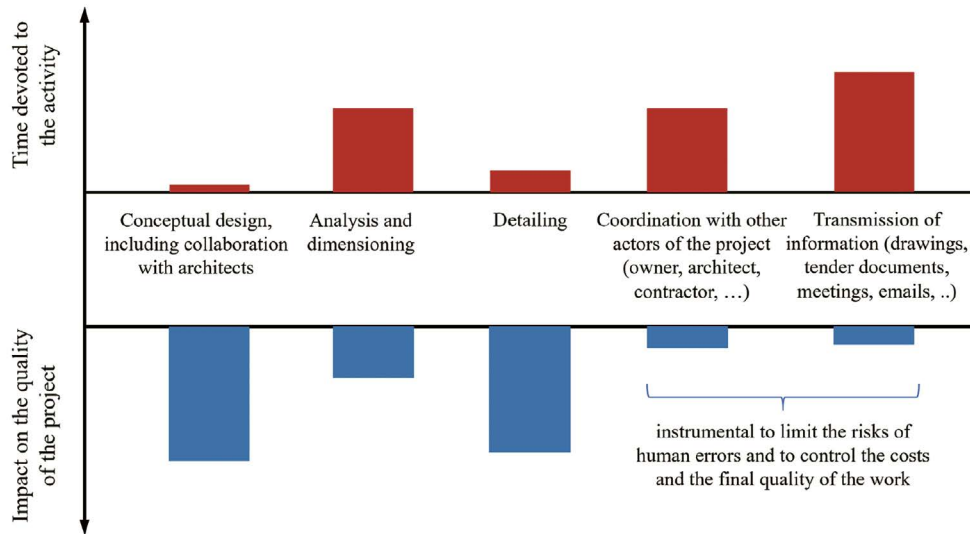 Time devoted to
the activity
Conceptual design,
including collaboration
with architects
Analysis and
dimensioning
Detailing
Coordination with other
actors of the project
(owner, architect,
contractor, …)
Transmission of
information (drawings,
tender documents,
meetings, emails, ..)
Impact on the quality
of the project
instrumental to limit the risks of
human errors and to control the costs
and the final quality of the work